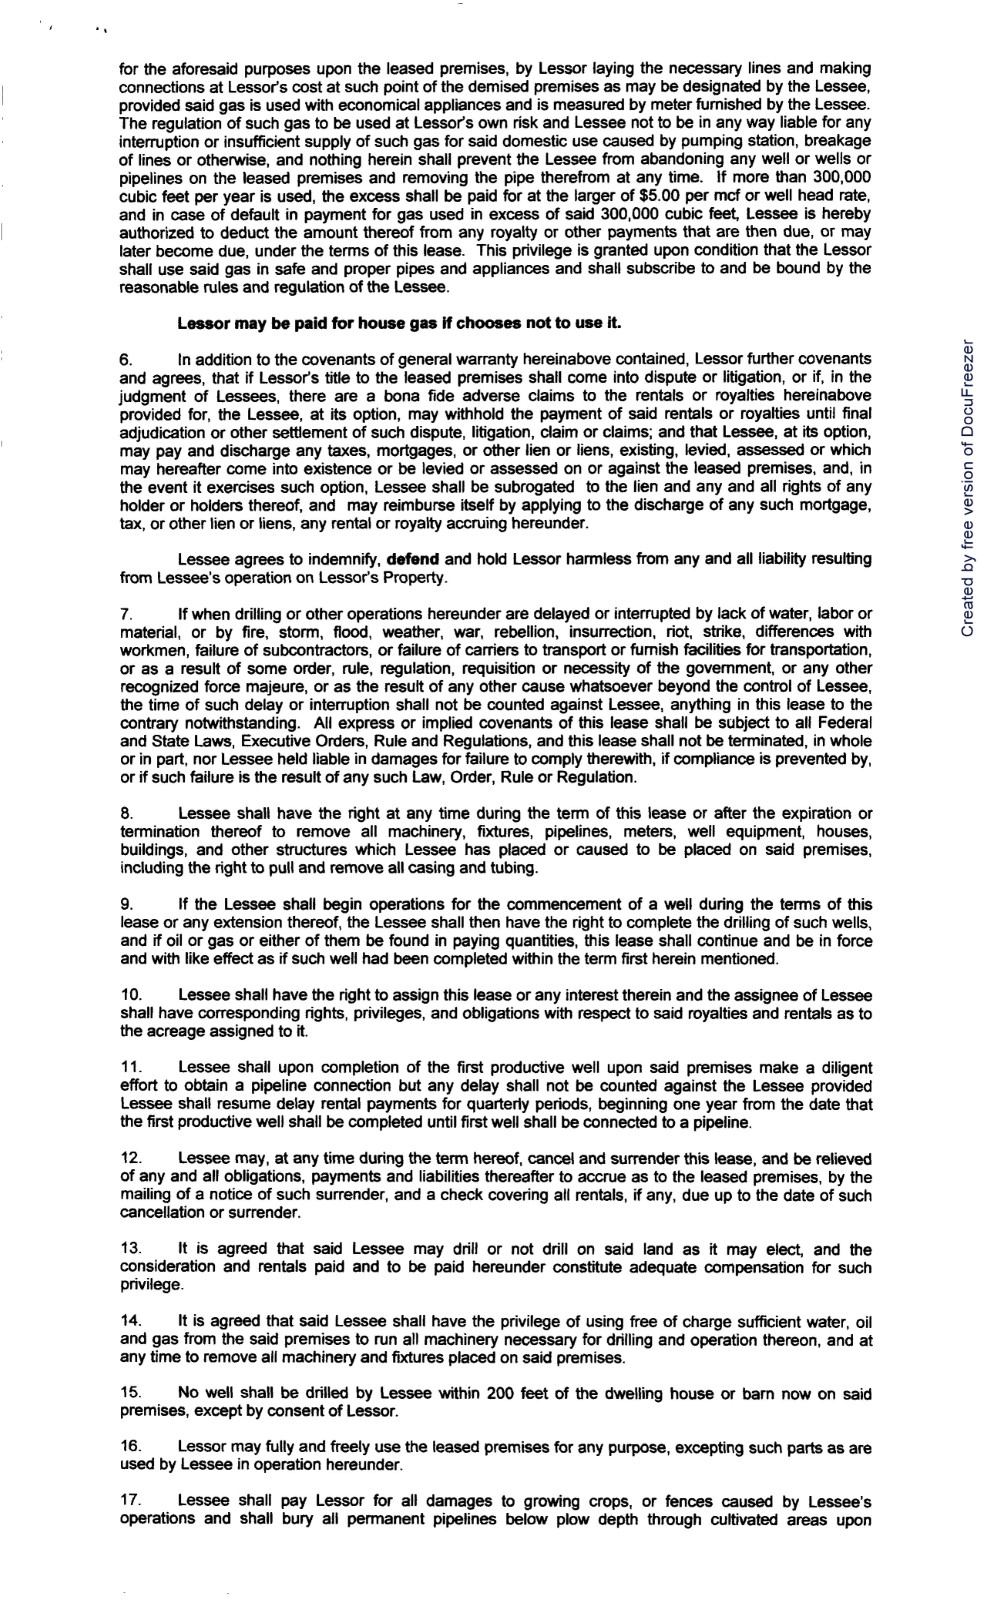 for the aforesaid purposes upon the leased premises, by Lessor laying the necessary lines and making
connections at Lessor's cost at such point of the demised premises as may be designated by the Lessee,
provided said gas is used with economical appliances and is measured by meter furnished by the Lessee.
The regulation of such gas to be used at Lessor's own risk and Lessee not to be in any way liable for any
interruption or insufficient supply of such gas for said domestic use caused by pumping station, breakage
of lines or otherwise, and nothing herein shall prevent the Lessee from abandoning any well or wells or
pipelines on the leased premises and removing the pipe therefrom at any time. If more than 300,000
cubic feet per year is used, the excess shall be paid for at the larger of $5.00 per mcf or well head rate,
and in case of default in payment for gas used in excess of said 300,000 cubic feet, Lessee is hereby
authorized to deduct the amount thereof from any royalty or other payments that are then due, or may
later become due, under the terms of this lease. This privilege is granted upon condition that the Lessor
shall use said gas in safe and proper pipes and appliances and shall subscribe to and be bound by the
reasonable rules and regulation of the Lessee.
Lessor may be paid for house gas if chooses not to use it.
6. In addition to the covenants of general warranty hereinabove contained, Lessor further covenants
and agrees, that if Lessor's title to the leased premises shall come into dispute or litigation, or if, in the
judgment of Lessees, there are a bona fide adverse claims to the rentals or royalties hereinabove
provided for, the Lessee, at its option, may withhold the payment of said rentals or royalties until final
adjudication or other settlement of such dispute, litigation, claim or claims; and that Lessee, at its option,
may pay and discharge any taxes, mortgages, or other lien or liens, existing, levied, assessed or which
may hereafter come into existence or be levied or assessed on or against the leased premises, and, in
the event it exercises such option, Lessee shall be subrogated to the lien and any and all rights of any
holder or holders thereof, and may reimburse itself by applying to the discharge of any such mortgage,
tax, or other lien or liens, any rental or royalty accruing hereunder.
Lessee agrees to indemnify, defend and hold Lessor harmless from any and all liability resulting
from Lessee's operation on Lessor's Property.
7. If when drilling or other operations hereunder are delayed or interrupted by lack of water, labor or
material, or by fire, storm, flood, weather, war, rebellion, insurrection, riot, strike, differences with
workmen, failure of subcontractors, or failure of carriers to transport or furnish facilities for transportation,
or as a result of some order, rule, regulation, requisition or necessity of the government, or any other
recognized force majeure, or as the result of any other cause whatsoever beyond the control of Lessee,
the time of such delay or interruption shall not be counted against Lessee, anything in this lease to the
contrary notwithstanding. All express or implied covenants of this lease shall be subject to all Federal
and State Laws, Executive Orders, Rule and Regulations, and this lease shall not be terminated, in whole
or in part, nor Lessee held liable in damages for failure to comply therewith, if compliance is prevented by,
or if such failure is the result of any such Law, Order, Rule or Regulation.
8. Lessee shall have the right at any time during the term of this lease or after the expiration or
termination thereof to remove all machinery, fixtures, pipelines, meters, well equipment, houses,
buildings, and other structures which Lessee has placed or caused to be placed on said premises,
including the right to pull and remove all casing and tubing.
9. If the Lessee shall begin operations for the commencement of a well during the terms of this
lease or any extension thereof, the Lessee shall then have the right to complete the drilling of such wells,
and if oil or gas or either of them be found in paying quantities, this lease shall continue and be in force
and with like effect as if such well had been completed within the term first herein mentioned.
10. Lessee shall have the right to assign this lease or any interest therein and the assignee of Lessee
shall have corresponding rights, privileges, and obligations with respect to said royalties and rentals as to
the acreage assigned to it.
11. Lessee shall upon completion of the first productive well upon said premises make a diligent
effort to obtain a pipeline connection but any delay shall not be counted against the Lessee provided
Lessee shall resume delay rental payments for quarterly periods, beginning one year from the date that
the first productive well shall be completed until first well shall be connected to a pipeline.
12. Lessee may, at any time during the term hereof, cancel and surrender this lease, and be relieved
of any and all obligations, payments and liabilities thereafter to accrue as to the leased premises, by the
mailing of a notice of such surrender, and a check covering all rentals, if any, due up to the date of such
cancellation or surrender.
13. It is agreed that said Lessee may drill or not drill on said land as it may elect, and the
consideration and rentals paid and to be paid hereunder constitute adequate compensation for such
privilege.
14. It is agreed that said Lessee shall have the privilege of using free of charge sufficient water, oil
and gas from the said premises to run all machinery necessary for drilling and operation thereon, and at
any time to remove all machinery and fixtures placed on said premises.
15. No well shall be drilled by Lessee within 200 feet of the dwelling house or barn now on said
premises, except by consent of Lessor.
16. Lessor may fully and freely use the leased premises for any purpose, excepting such parts as are
used by Lessee in operation hereunder.
17. Lessee shall pay Lessor for all damages to growing crops, or fences caused by Lessee's
operations and shall bury all permanent pipelines below plow depth through cultivated areas upon
Created by free version of DocuFreezer